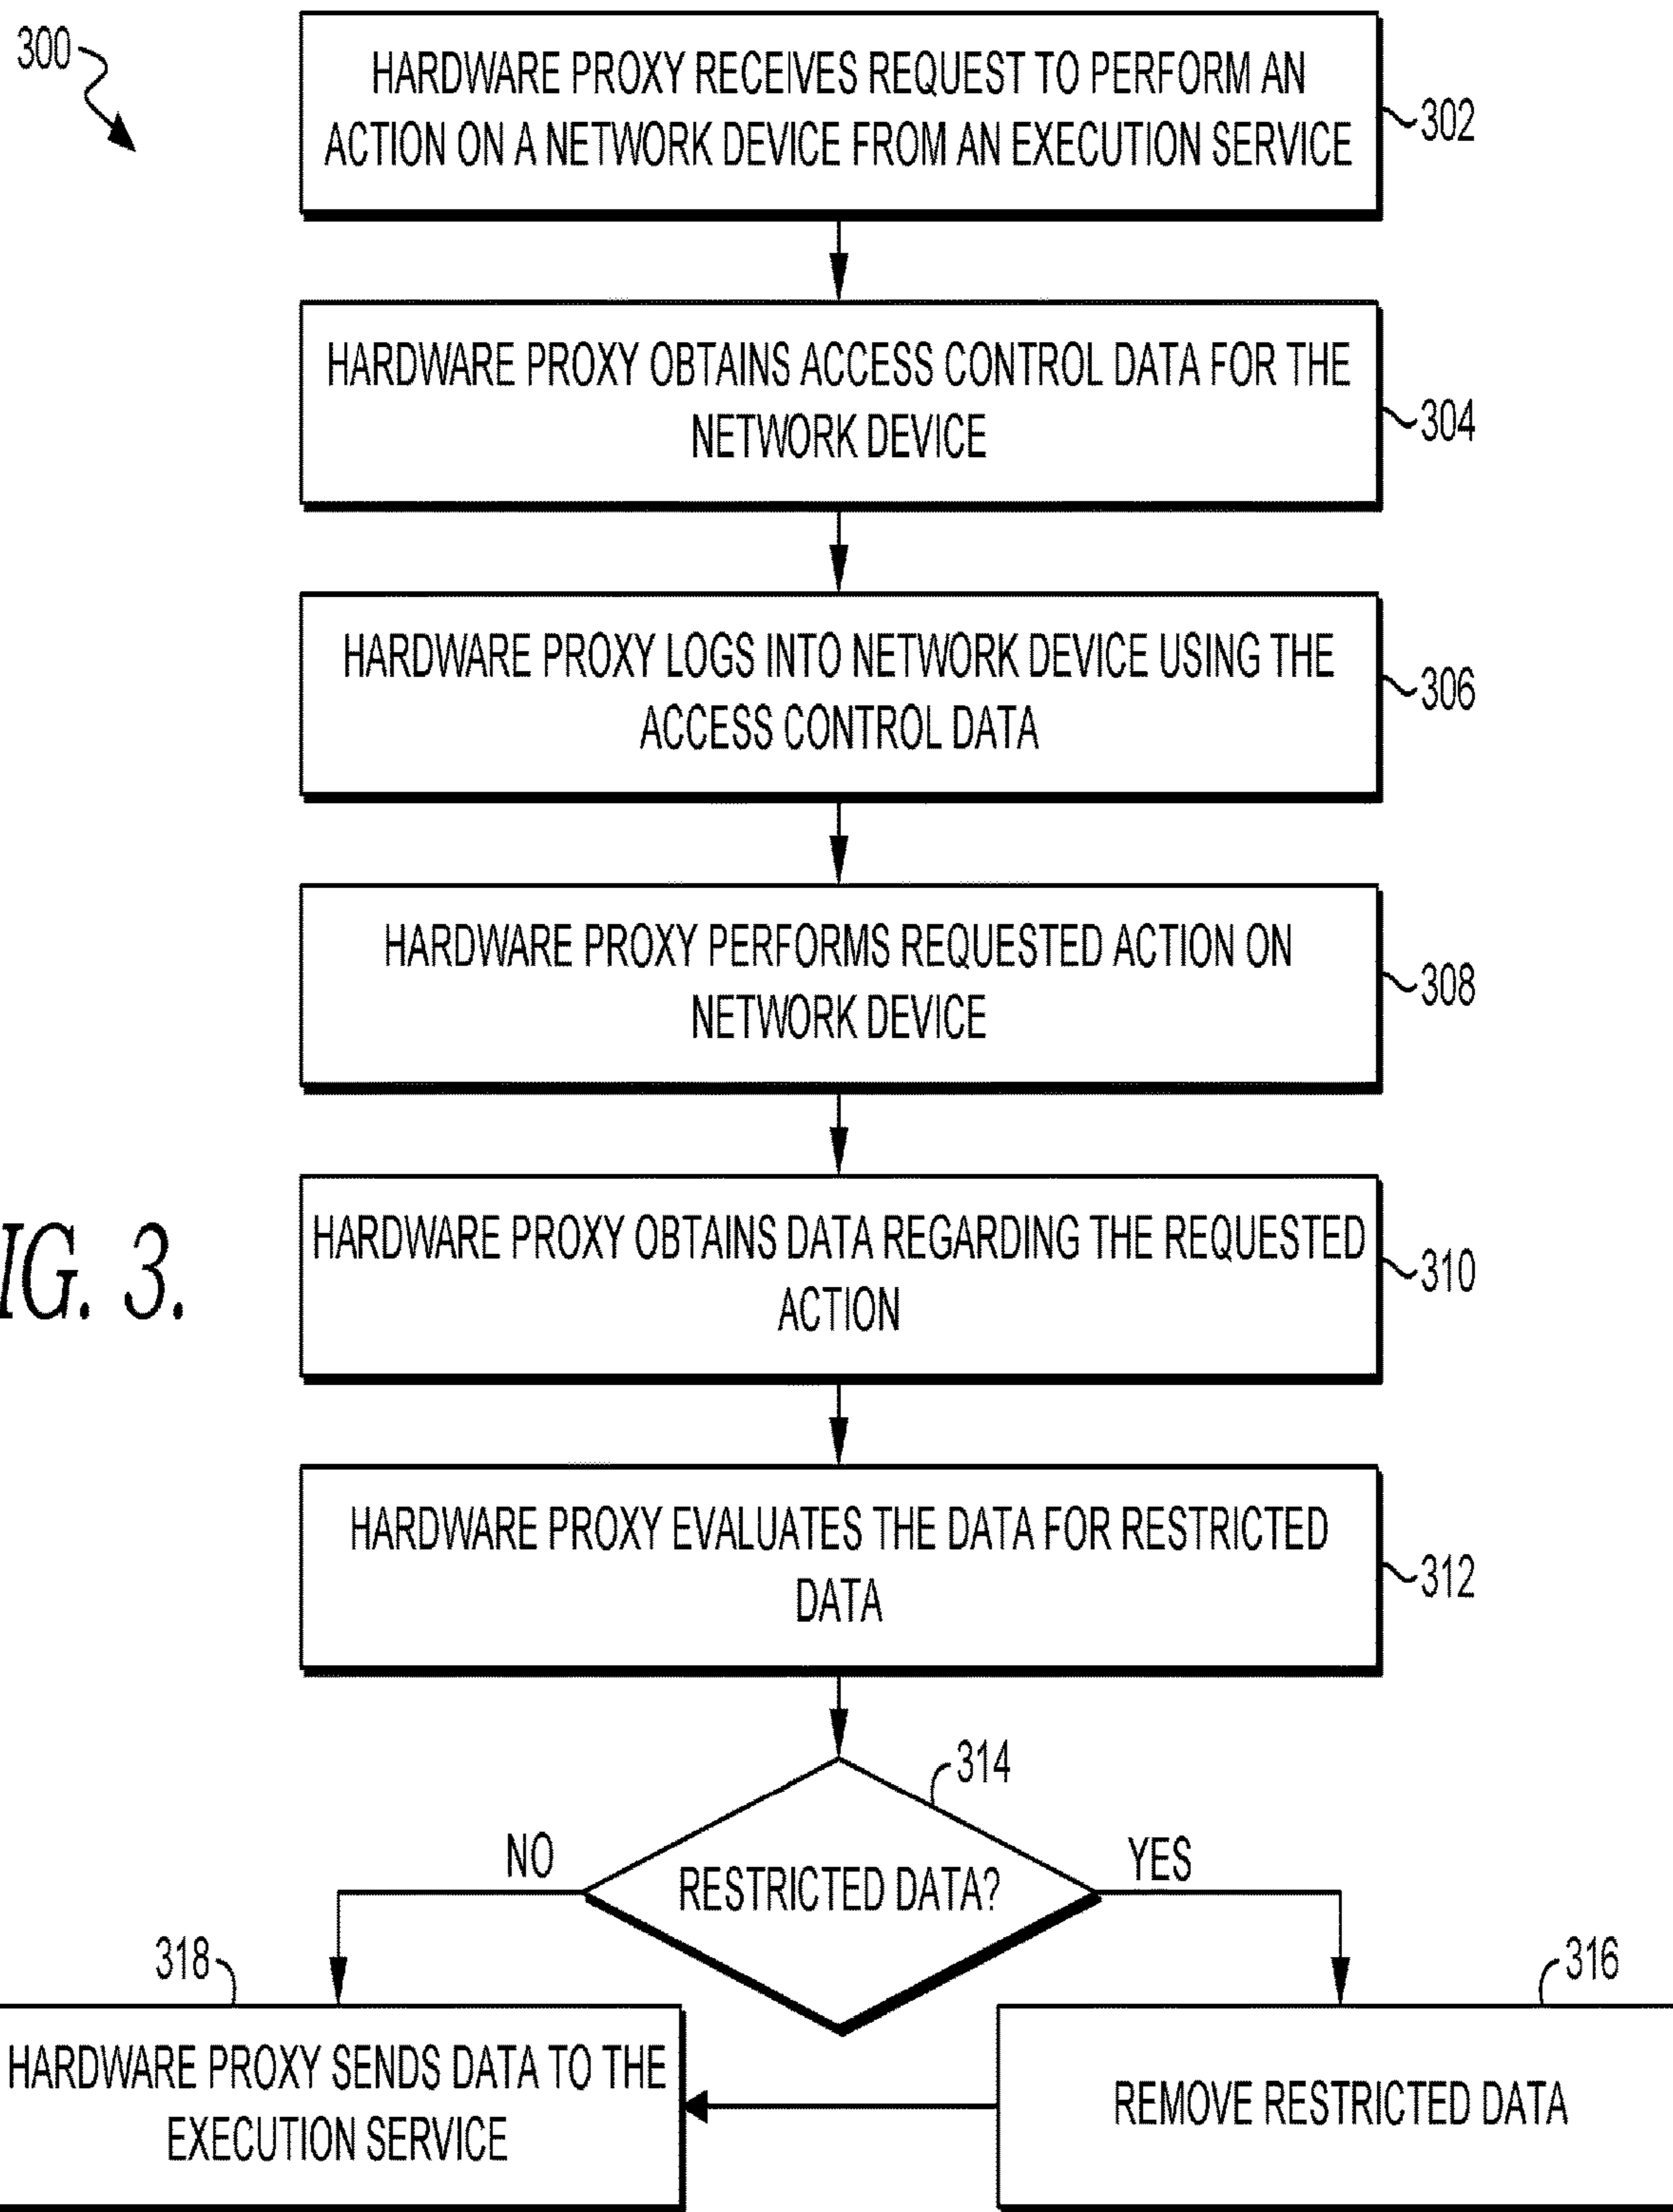 300
HARDWARE PROXY RECEIVES REQUEST TO PERFORM AN
ACTION ON A NETWORK DEVICE FROM AN EXECUTION SERVICE
302
HARDWARE PROXY OBTAINS ACCESS CONTROL DATA FOR THE
NETWORK DEVICE
304
HARDWARE PROXY LOGS INTO NETWORK DEVICE USING THE
ACCESS CONTROL DATA
306
HARDWARE PROXY PERFORMS REQUESTED ACTION ON
NETWORK DEVICE
308
HARDWARE PROXY OBTAINS DATA REGARDING THE REQUESTED
ACTION
310
IG. 3.
HARDWARE PROXY EVALUATES THE DATA FOR RESTRICTED
DATA
312
314
NO
RESTRICTED DATA?
YES
318
HARDWARE PROXY SENDS DATA TO THE
EXECUTION SERVICE
316
REMOVE RESTRICTED DATA